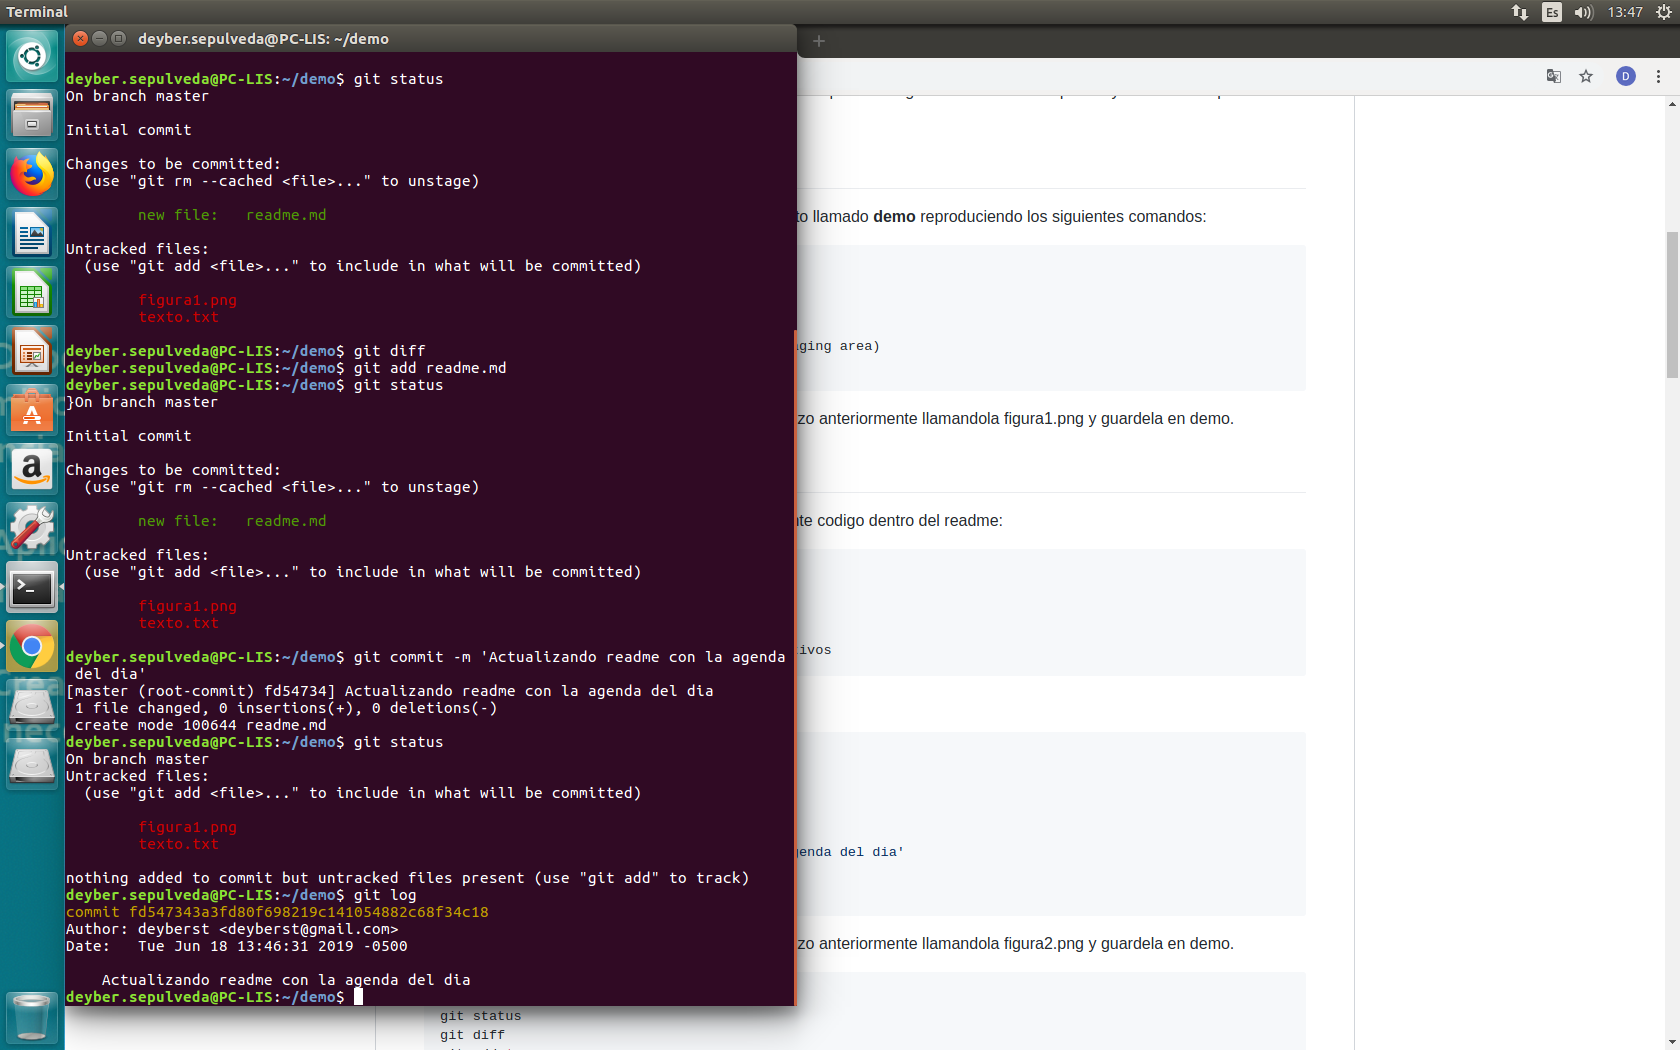 Terminal
Es
13:47
deyber.sepulveda@PC-LIS: ~/demo
deyber.sepulveda@PC-LIS:~/demo$ git status
On branch master
Initial commit
Changes to be committed:
  (use "git rm --cached <file>..." to unstage)
        new file:   readme.md
Untracked files:
  (use "git add <file>..." to include in what will be committed)
        figura1.png
        texto.txt
deyber.sepulveda@PC-LIS:~/demo$ git diff
deyber.sepulveda@PC-LIS:~/demo$ git add readme.md
deyber.sepulveda@PC-LIS:~/demo$ git status
}On branch master
Initial commit
Changes to be committed:
  (use "git rm --cached <file>..." to unstage)
        new file:   readme.md
Untracked files:
  (use "git add <file>..." to include in what will be committed)
        figura1.png
        texto.txt
deyber.sepulveda@PC-LIS:~/demo$ git commit -m 'Actualizando readme con la agenda
 del dia'
[master (root-commit) fd54734] Actualizando readme con la agenda del dia
 1 file changed, 0 insertions(+), 0 deletions(-)
 create mode 100644 readme.md
deyber.sepulveda@PC-LIS:~/demo$ git status
On branch master
Untracked files:
  (use "git add <file>..." to include in what will be committed)
        figura1.png
        texto.txt
nothing added to commit but untracked files present (use "git add" to track)
deyber.sepulveda@PC-LIS:~/demo$ git log
commit fd547343a3fd80f698219c141054882c68f34c18
Author: deyberst <deyberst@gmail.com>
Date:   Tue Jun 18 13:46:31 2019 -0500
    Actualizando readme con la agenda del dia
deyber.sepulveda@PC-LIS:~/demo$
D
to llamado demo reproduciendo los siguientes comandos:
aging area)
zo anteriormente llamandola figura1.png y guardela en demo.
nte codigo dentro del readme:
ivos
genda del dia'
zo anteriormente llamandola figura2.png y guardela en demo.
git status
git diff